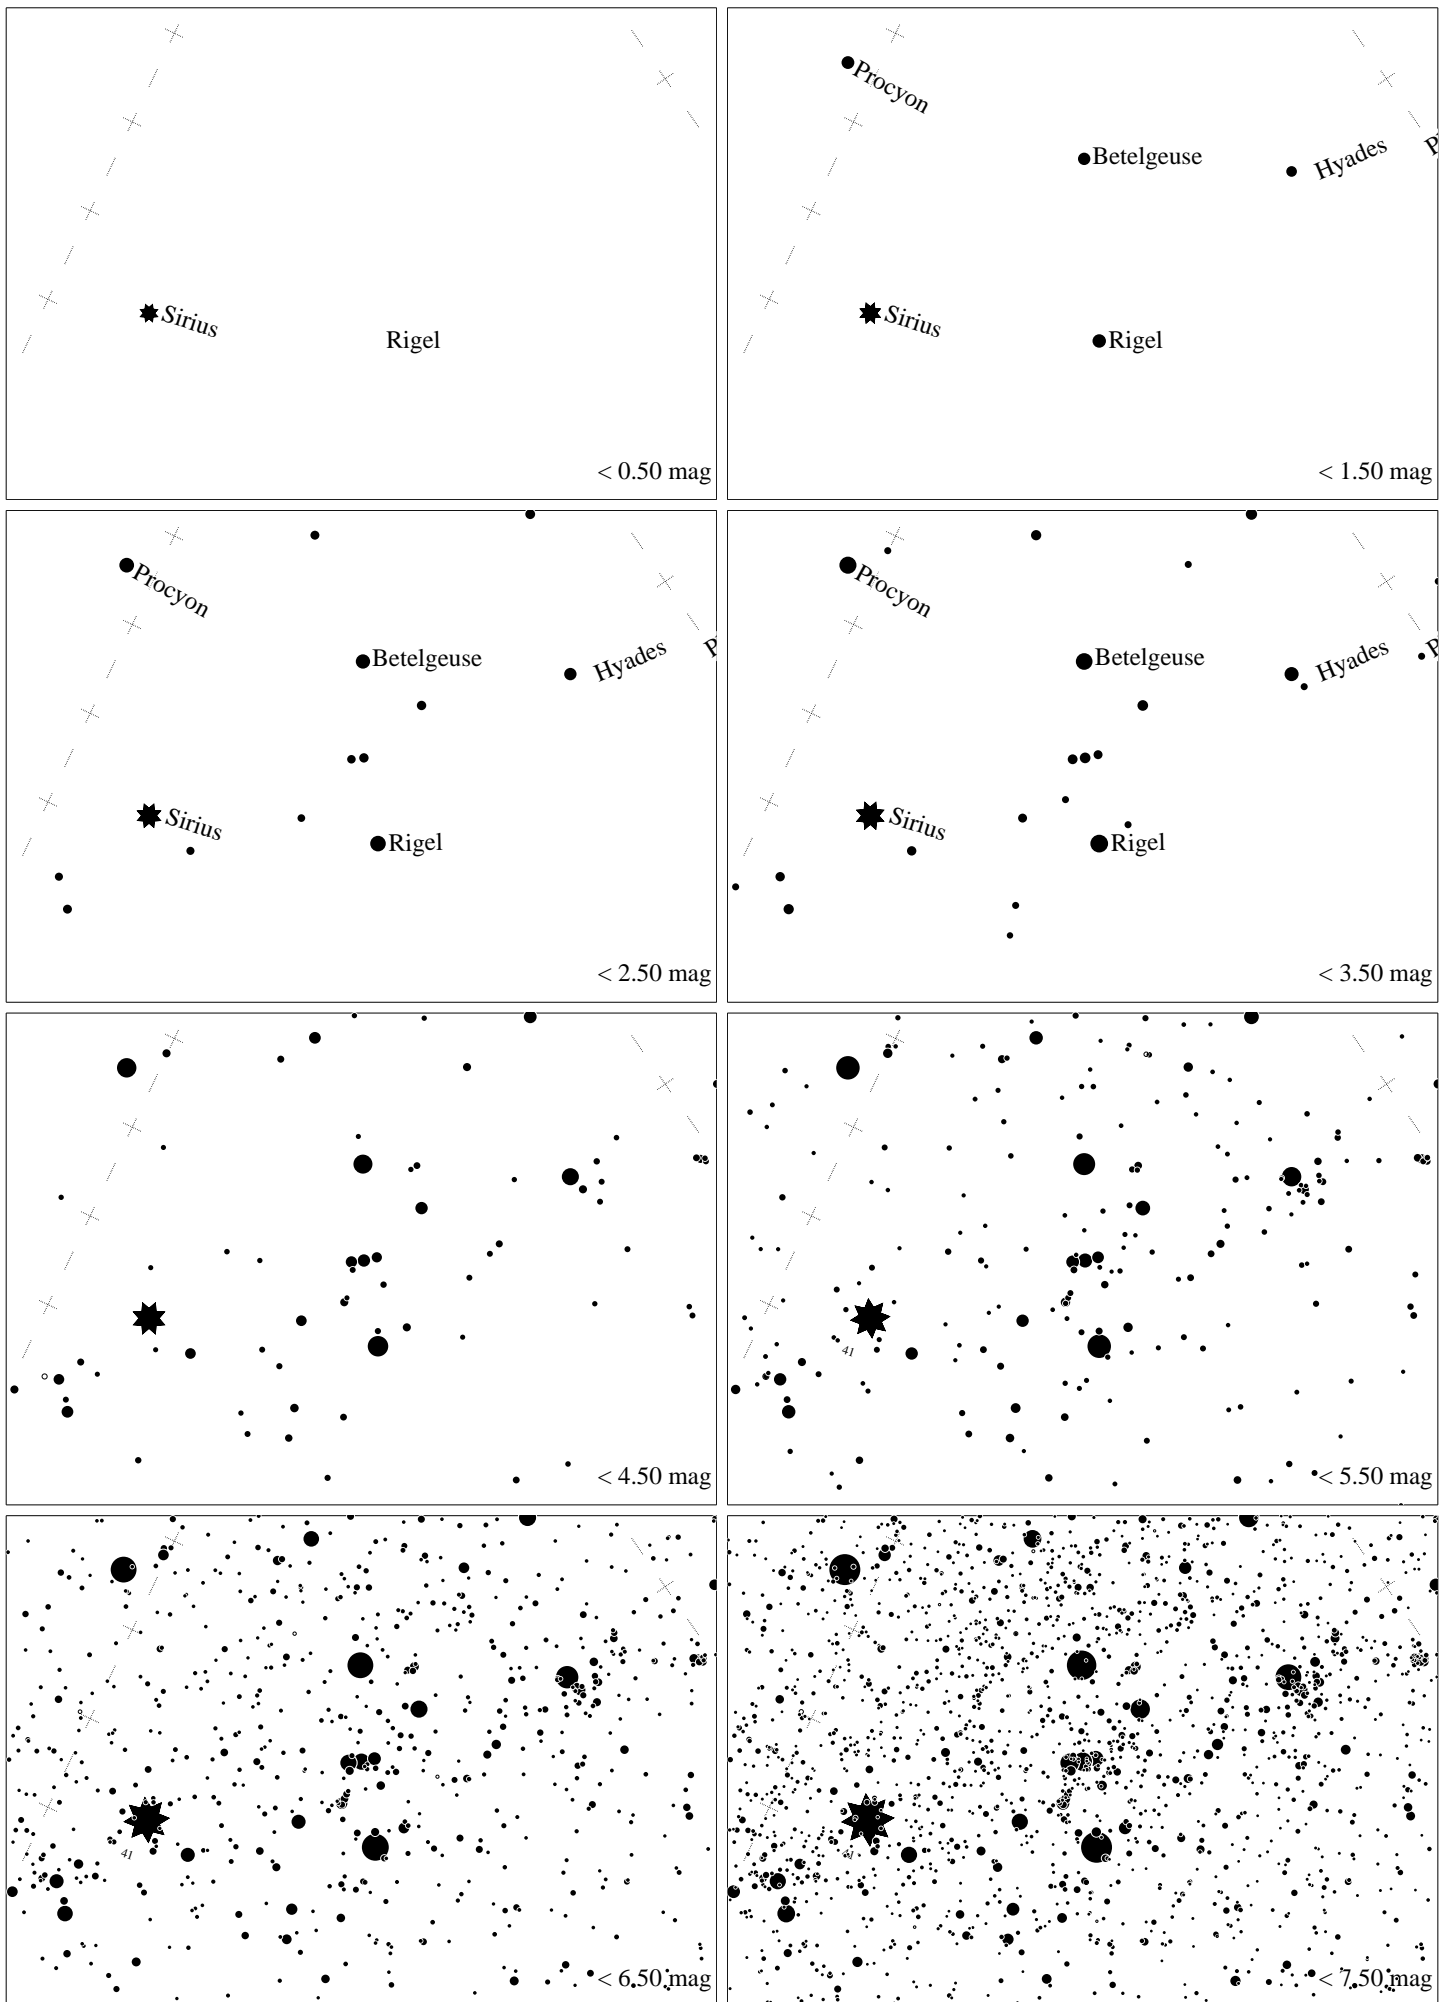 Sirius
Rigel
< 0.50 mag
Procyon
Betelgeuse
Hyades
P
Sirius
Rigel
< 1.50 mag
Procyon
Betelgeuse
Hyades
P
Sirius
Rigel
< 2.50 mag
Procyon
Betelgeuse
Hyades
P
Sirius
Rigel
< 3.50 mag
< 4.50 mag
41
< 5.50 mag
41
< 6.50 mag
41
< 7.50 mag